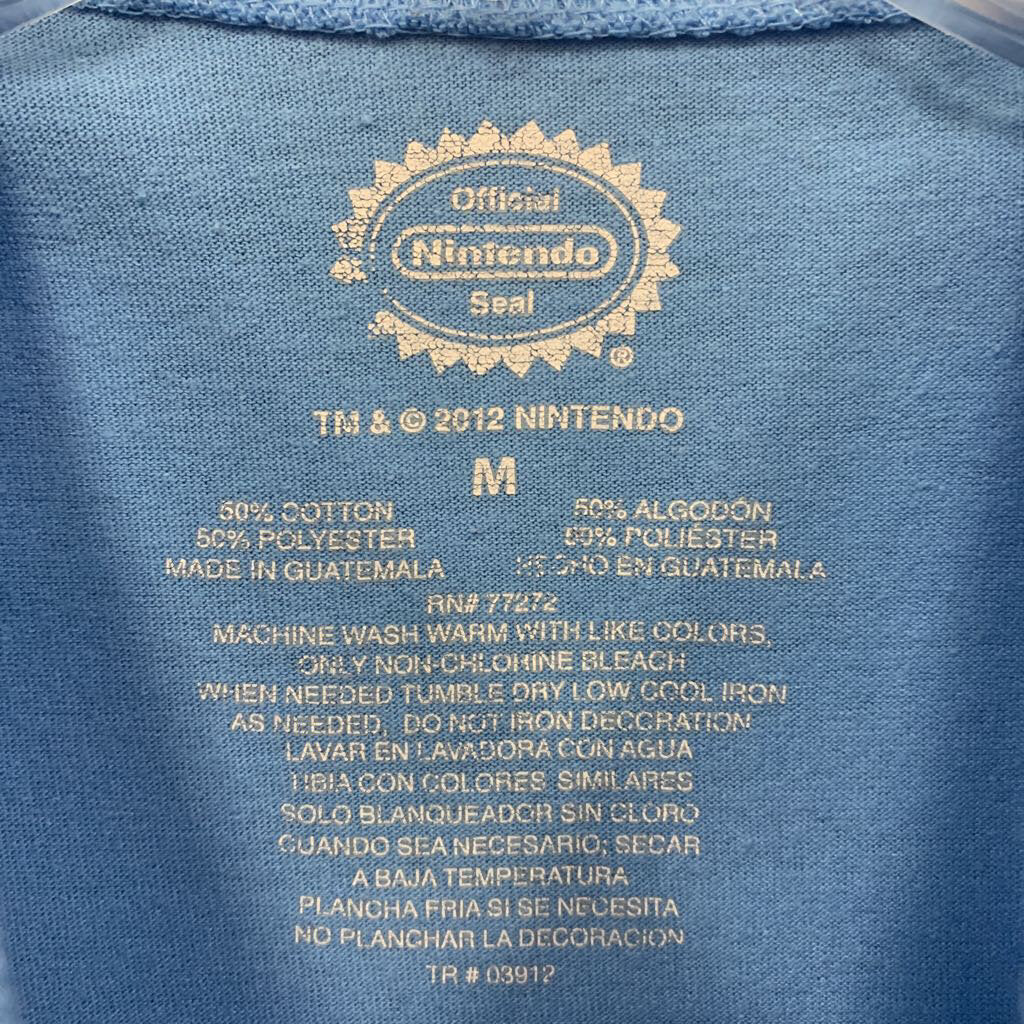 Official
Nintendo
Seal
®
TM & © 2012 NINTENDO
M
50% COTTON 50% ALGODÓN
50% POLYESTER 50% POLIÉSTER
MADE IN GUATEMALA HECHO EN GUATEMALA
RN# 77272
MACHINE WASH WARM WITH LIKE COLORS,
ONLY NON-CHLORINE BLEACH
WHEN NEEDED TUMBLE DRY LOW, COOL IRON
AS NEEDED, DO NOT IRON DECORATION
LAVAR EN LAVADORA CON AGUA
TIBIA CON COLORES SIMILARES
SOLO BLANQUEADOR SIN CLORO
CUANDO SEA NECESARIO; SECAR
A BAJA TEMPERATURA
PLANCHA FRIA SI SE NECESITA
NO PLANCHAR LA DECORACION
TR # 03912